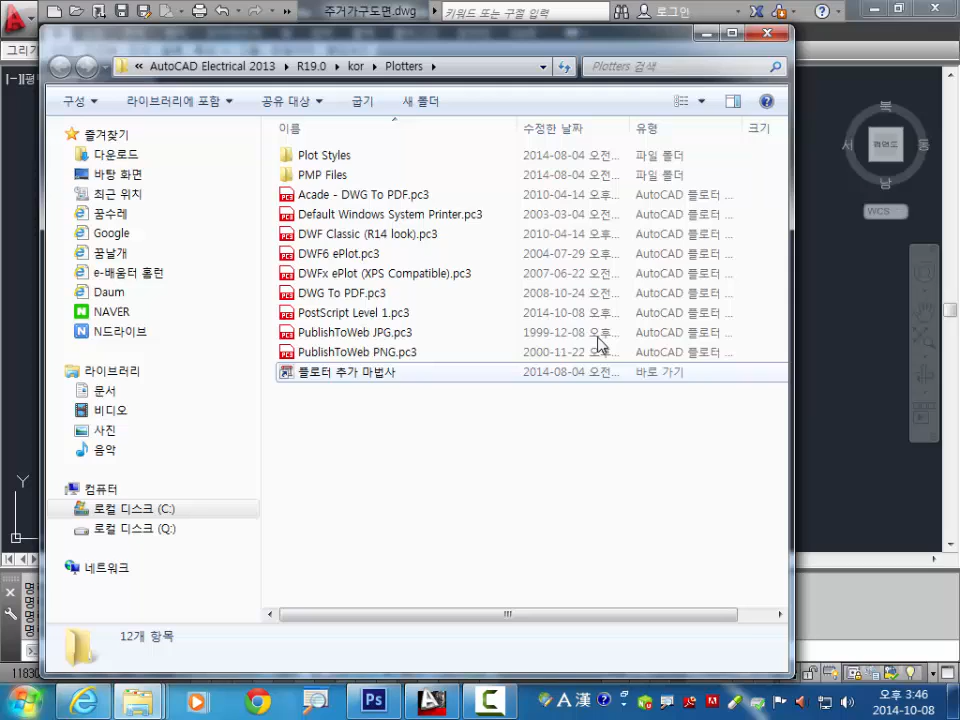 주거가구도면.dwg
키워드 또는 구절 입력
로그인
그리기
AutoCAD Electrical 2013 R19.0 kor Plotters
Plotters 검색
구성 라이브러리에 포함 공유 대상 굽기 새 폴더
즐겨찾기
다운로드
바탕 화면
최근 위치
꿈수레
Google
꿈날개
e-배움터 홈런
Daum
NAVER
N드라이브
라이브러리
문서
비디오
사진
음악
컴퓨터
로컬 디스크 (C:)
로컬 디스크 (Q:)
네트워크
이름 수정한 날짜 유형 크기
Plot Styles 2014-08-04 오전... 파일 폴더
PMP Files 2014-08-04 오전... 파일 폴더
Acade - DWG To PDF.pc3 2010-04-14 오후... AutoCAD 플로터 ...
Default Windows System Printer.pc3 2003-03-04 오전... AutoCAD 플로터 ...
DWF Classic (R14 look).pc3 2010-04-14 오후... AutoCAD 플로터 ...
DWF6 ePlot.pc3 2004-07-29 오후... AutoCAD 플로터 ...
DWFx ePlot (XPS Compatible).pc3 2007-06-22 오전... AutoCAD 플로터 ...
DWG To PDF.pc3 2008-10-24 오전... AutoCAD 플로터 ...
PostScript Level 1.pc3 2014-10-08 오후... AutoCAD 플로터 ...
PublishToWeb JPG.pc3 1999-12-08 오후... AutoCAD 플로터 ...
PublishToWeb PNG.pc3 2000-11-22 오후... AutoCAD 플로터 ...
플로터 추가 마법사 2014-08-04 오전... 바로 가기
12개 항목
북
서
동
남
WCS
Y
명
명
명
명
1183
A 漢
오후 3:46
2014-10-08